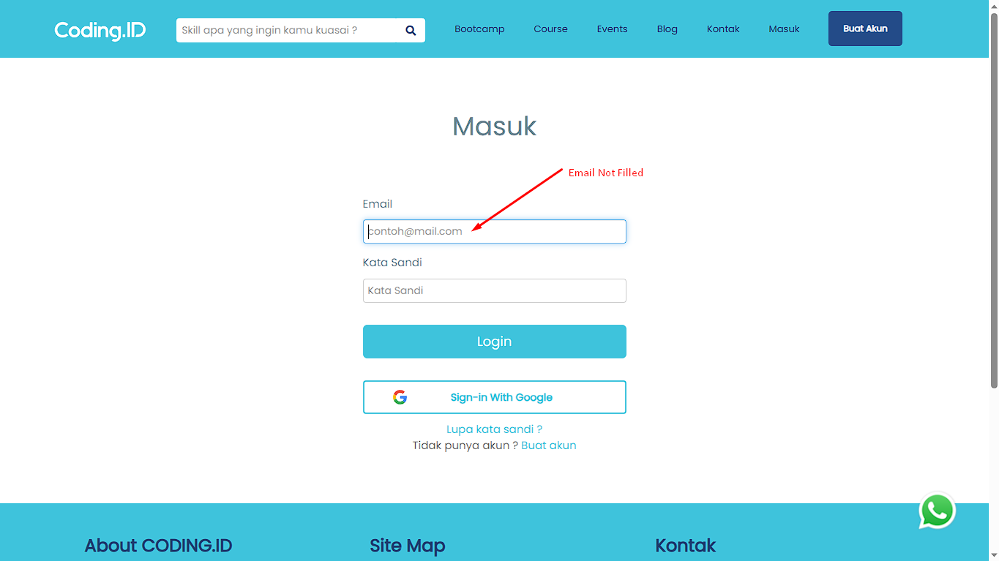 Coding.ID
Skill apa yang ingin kamu kuasai ?
Bootcamp
Course
Events
Blog
Kontak
Masuk
Buat Akun
Masuk
Email Not Filled
Email
contoh@mail.com
Kata Sandi
Kata Sandi
Login
Sign-in With Google
Lupa kata sandi ?
Tidak punya akun ? Buat akun
About CODING.ID
Site Map
Kontak